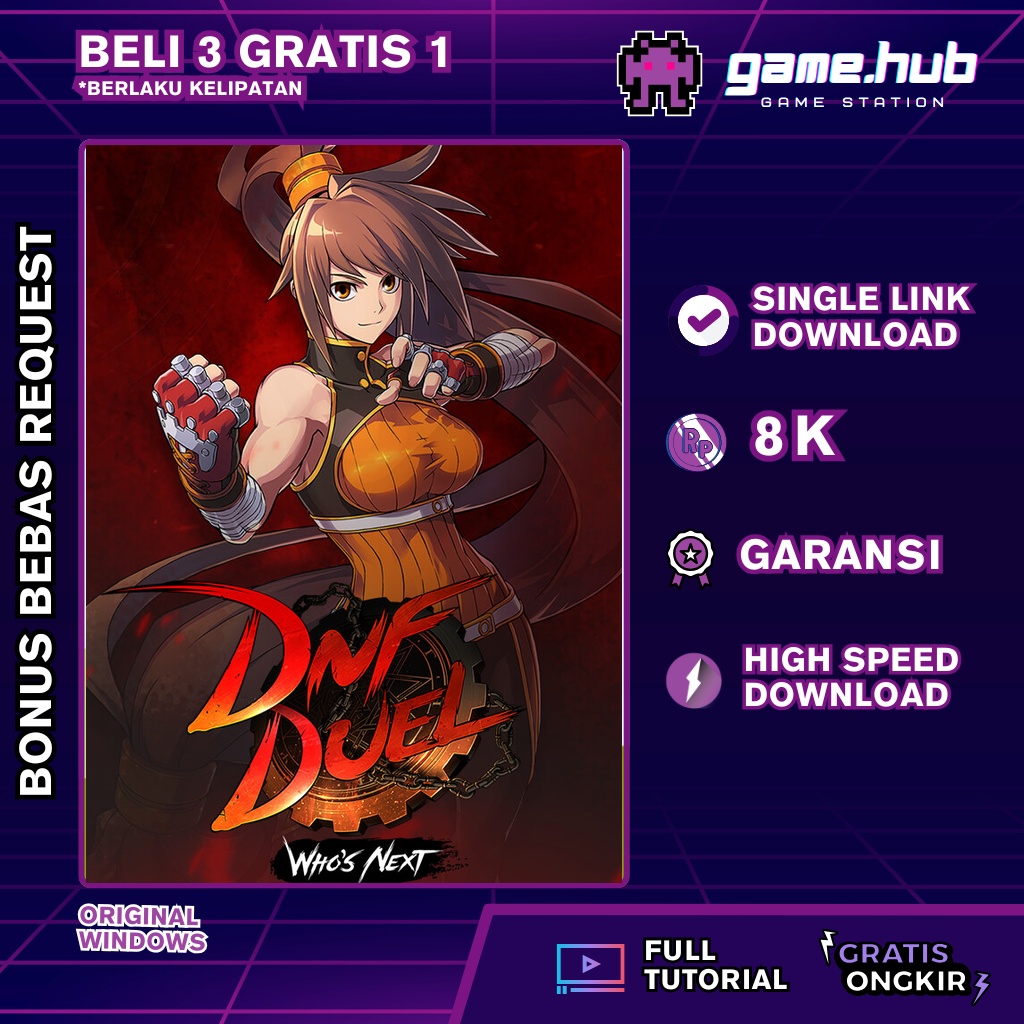 BELI 3 GRATIS 1
*BERLAKU KELIPATAN
game.hub
GAME STATION
BONUS BEBAS REQUEST
SINGLE LINK
DOWNLOAD
Rp
8K
GARANSI
HIGH SPEED
DOWNLOAD
DNF
DUEL
WHO'S NEXT
ORIGINAL
WINDOWS
FULL
TUTORIAL
GRATIS
ONGKIR